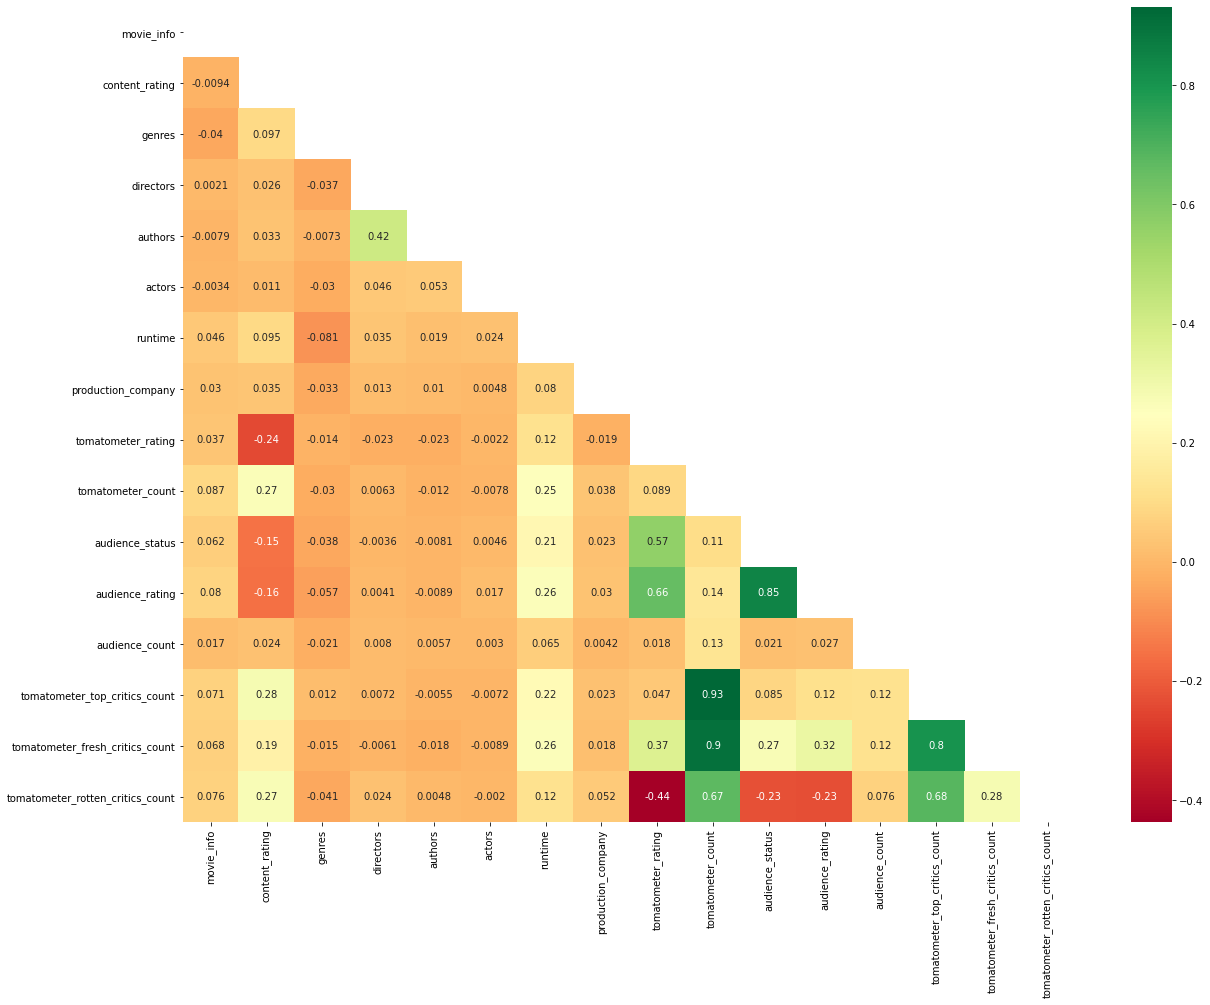 movie_info
content_rating -0.0094
genres -0.04 0.097
directors 0.0021 0.026 -0.037
authors -0.0079 0.033 -0.0073 0.42
actors -0.0034 0.011 -0.03 0.046 0.053
runtime 0.046 0.095 -0.081 0.035 0.019 0.024
production_company 0.03 0.035 -0.033 0.013 0.01 0.0048 0.08
tomatometer_rating 0.037 -0.24 -0.014 -0.023 -0.023 -0.0022 0.12 -0.019
tomatometer_count 0.087 0.27 -0.03 0.0063 -0.012 -0.0078 0.25 0.038 0.089
audience_status 0.062 -0.15 -0.038 -0.0036 -0.0081 0.0046 0.21 0.023 0.57 0.11
audience_rating 0.08 -0.16 -0.057 0.0041 -0.0089 0.017 0.26 0.03 0.66 0.14 0.85
audience_count 0.017 0.024 -0.021 0.008 0.0057 0.003 0.065 0.0042 0.018 0.13 0.021 0.027
tomatometer_top_critics_count 0.071 0.28 0.012 0.0072 -0.0055 -0.0072 0.22 0.023 0.047 0.93 0.085 0.12 0.12
tomatometer_fresh_critics_count 0.068 0.19 -0.015 -0.0061 -0.018 -0.0089 0.26 0.018 0.37 0.9 0.27 0.32 0.12 0.8
tomatometer_rotten_critics_count 0.076 0.27 -0.041 0.024 0.0048 -0.002 0.12 0.052 -0.44 0.67 -0.23 -0.23 0.076 0.68 0.28
movie_info
content_rating
genres
directors
authors
actors
runtime
production_company
tomatometer_rating
tomatometer_count
audience_status
audience_rating
audience_count
tomatometer_top_critics_count
tomatometer_fresh_critics_count
tomatometer_rotten_critics_count
0.8
0.6
0.4
0.2
0.0
−0.2
−0.4